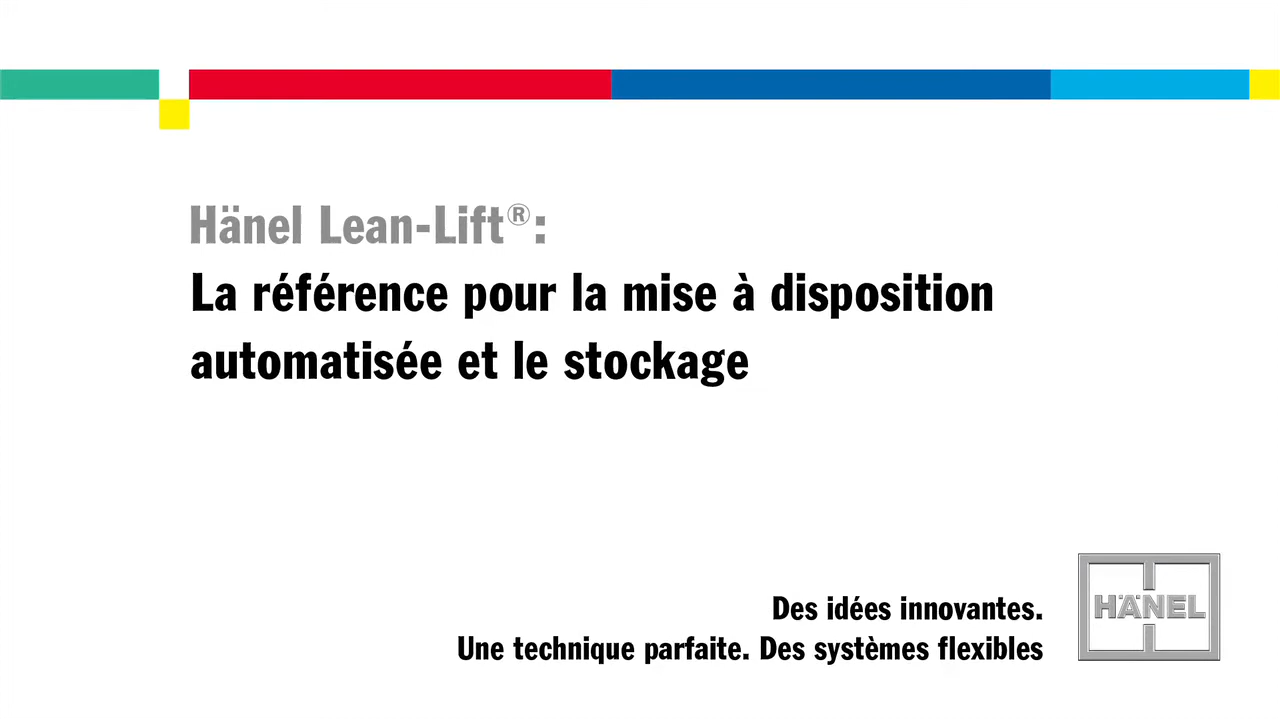 Hänel Lean-Lift®:
La référence pour la mise à disposition
automatisée et le stockage
Des idées innovantes.
Une technique parfaite. Des systèmes flexibles
HÄNEL